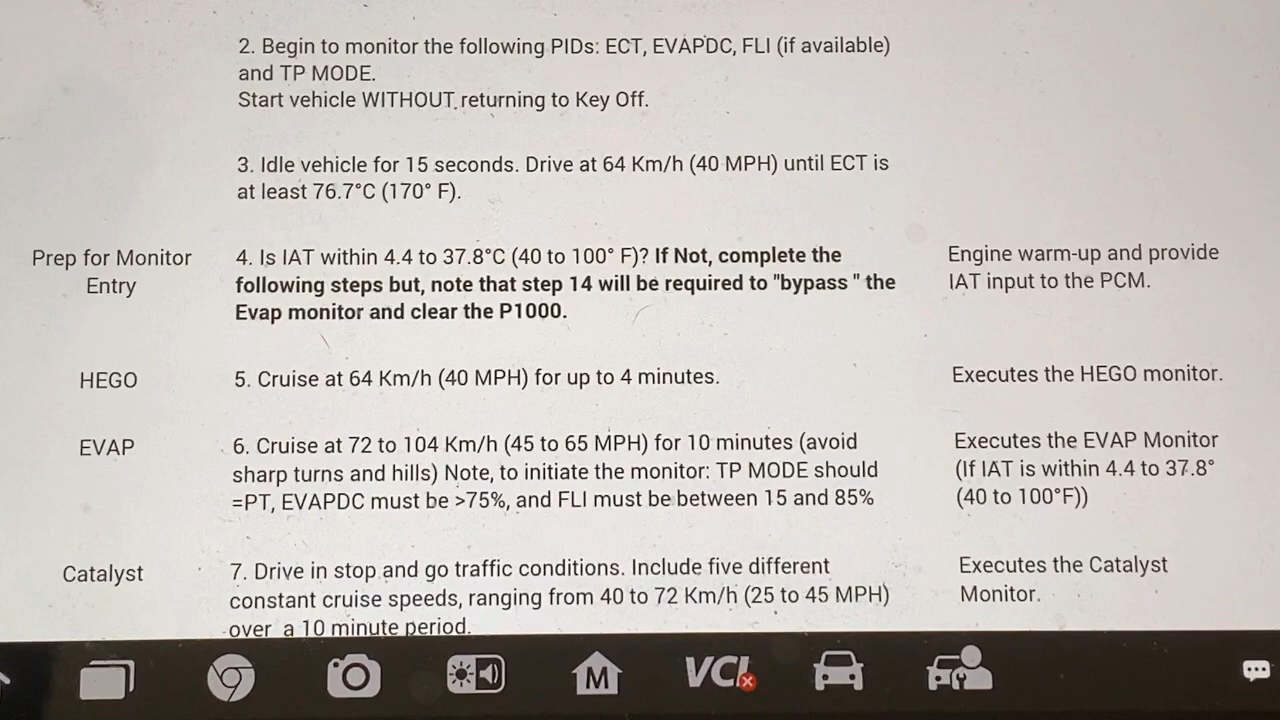 2. Begin to monitor the following PIDs: ECT, EVAPDC, FLI (if available)
and TP MODE.
Start vehicle WITHOUT returning to Key Off.
3. Idle vehicle for 15 seconds. Drive at 64 Km/h (40 MPH) until ECT is
at least 76.7°C (170° F).
Prep for Monitor
Entry
4. Is IAT within 4.4 to 37.8°C (40 to 100° F)? If Not, complete the
following steps but, note that step 14 will be required to "bypass " the
Evap monitor and clear the P1000.
Engine warm-up and provide
IAT input to the PCM.
HEGO
5. Cruise at 64 Km/h (40 MPH) for up to 4 minutes.
Executes the HEGO monitor.
EVAP
6. Cruise at 72 to 104 Km/h (45 to 65 MPH) for 10 minutes (avoid
sharp turns and hills) Note, to initiate the monitor: TP MODE should
=PT, EVAPDC must be >75%, and FLI must be between 15 and 85%
Executes the EVAP Monitor
(If IAT is within 4.4 to 37.8°
(40 to 100°F))
Catalyst
7. Drive in stop and go traffic conditions. Include five different
constant cruise speeds, ranging from 40 to 72 Km/h (25 to 45 MPH)
over a 10 minute period.
Executes the Catalyst
Monitor.
M
VCI